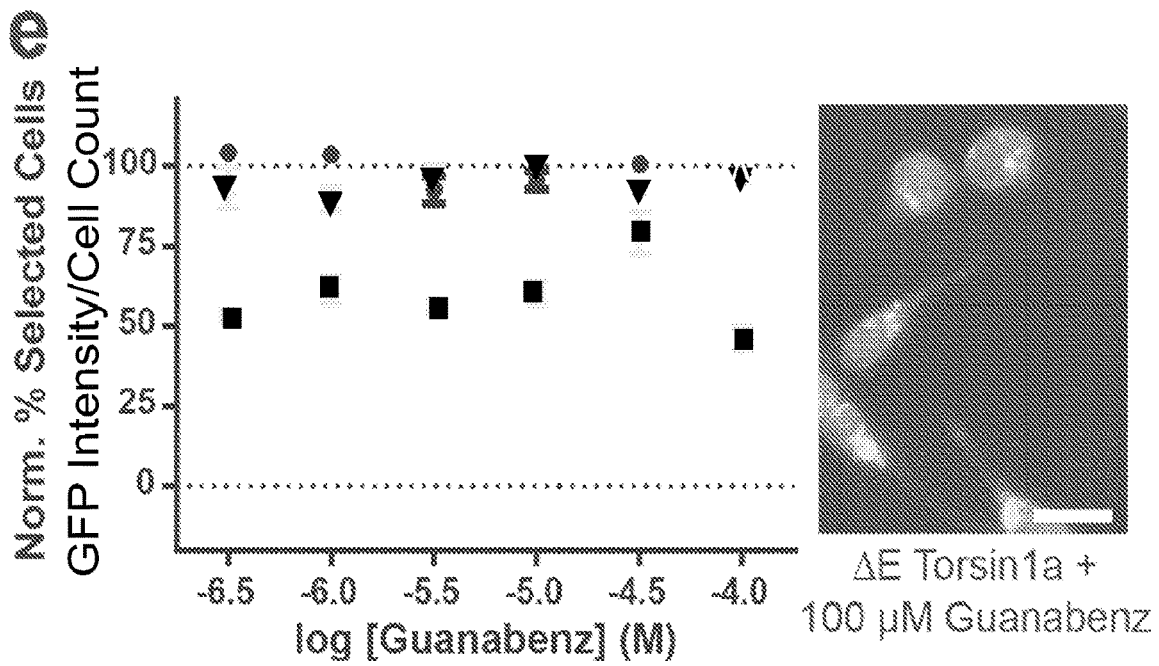 e
Norm. % Selected Cells
GFP Intensity/Cell Count
100
75
50
25
0
-6.5 -6.0 -5.5 -5.0 -4.5 -4.0
log [Guanabenz] (M)
ΔE Torsin1a +
100 µM Guanabenz